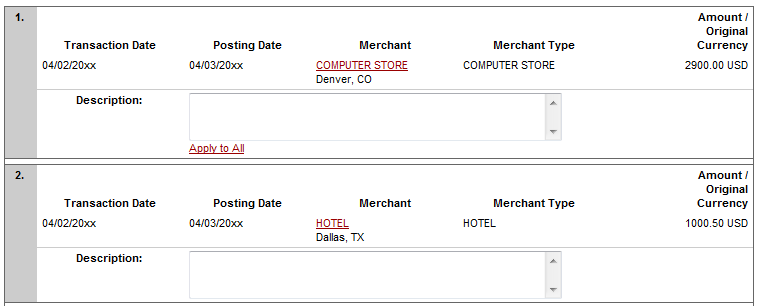 1.
Amount /
Original
Transaction Date Posting Date Merchant Merchant Type Currency
04/02/20xx 04/03/20xx COMPUTER STORE COMPUTER STORE 2900.00 USD
Denver, CO
Description:
Apply to All
2.
Amount /
Original
Transaction Date Posting Date Merchant Merchant Type Currency
04/02/20xx 04/03/20xx HOTEL HOTEL 1000.50 USD
Dallas, TX
Description: